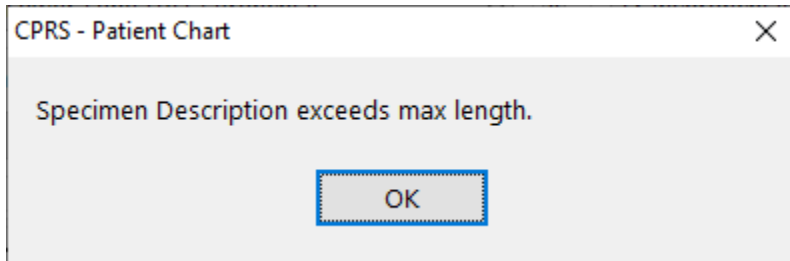 CPRS - Patient Chart
Specimen Description exceeds max length.
OK